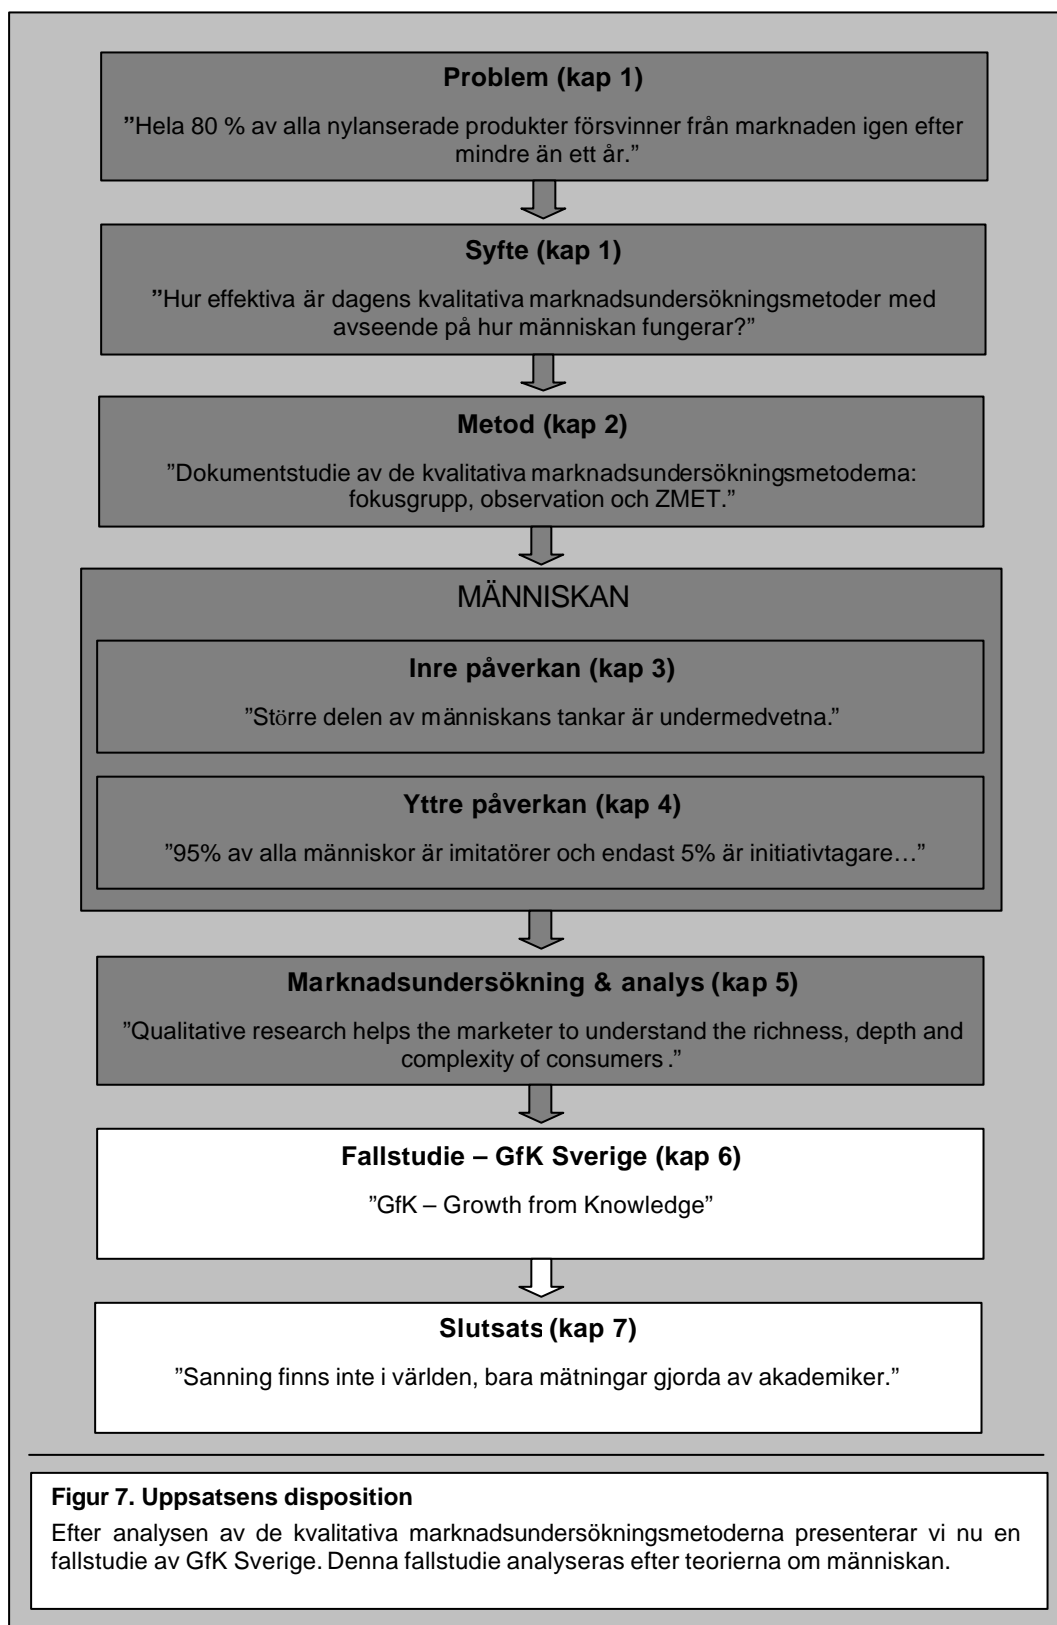 Problem (kap 1)
”Hela 80 % av alla nylanserade produkter försvinner från marknaden igen efter
mindre än ett år.”
Syfte (kap 1)
”Hur effektiva är dagens kvalitativa marknadsundersökningsmetoder med
avseende på hur människan fungerar?”
Metod (kap 2)
”Dokumentstudie av de kvalitativa marknadsundersökningsmetoderna:
fokusgrupp, observation och ZMET.”
MÄNNISKAN
Inre påverkan (kap 3)
”Större delen av människans tankar är undermedvetna.”
Yttre påverkan (kap 4)
”95% av alla människor är imitatörer och endast 5% är initiativtagare…”
Marknadsundersökning & analys (kap 5)
”Qualitative research helps the marketer to understand the richness, depth and
complexity of consumers.”
Fallstudie – GfK Sverige (kap 6)
”GfK – Growth from Knowledge”
Slutsats (kap 7)
”Sanning finns inte i världen, bara mätningar gjorda av akademiker.”
Figur 7. Uppsatsens disposition
Efter analysen av de kvalitativa marknadsundersökningsmetoderna presenterar vi nu en
fallstudie av GfK Sverige. Denna fallstudie analyseras efter teorierna om människan.